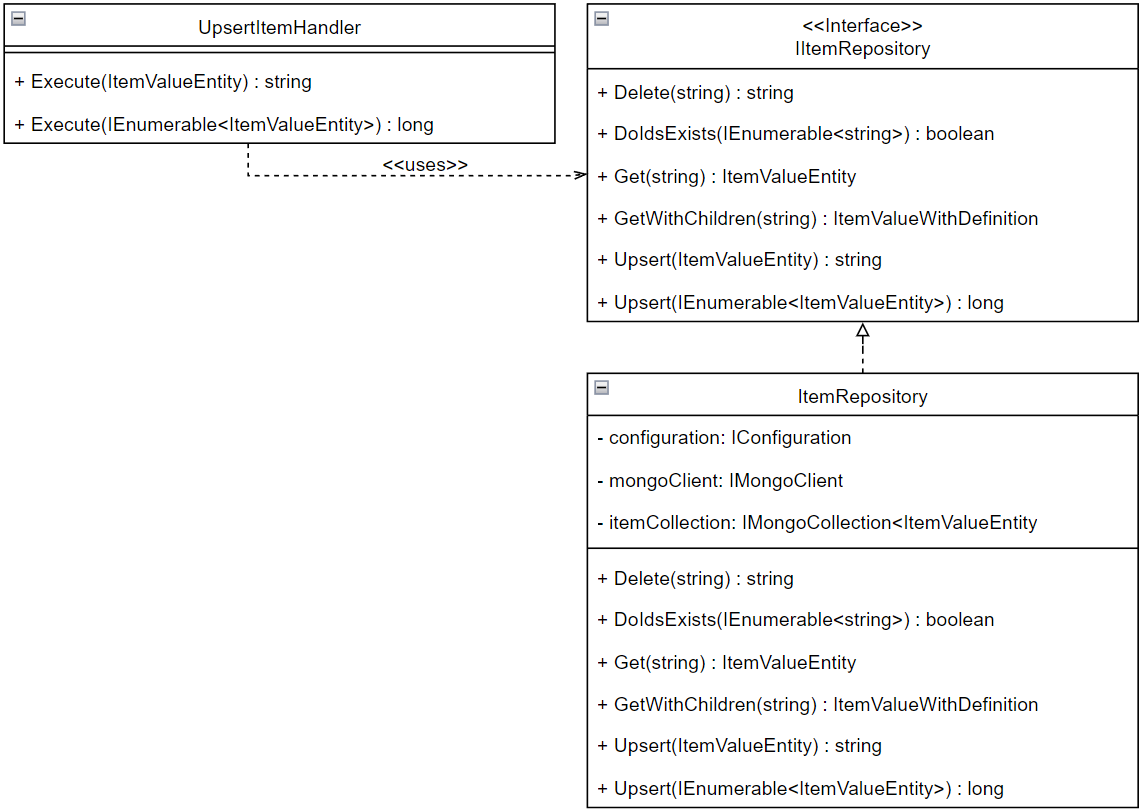 UpsertItemHandler
+ Execute(ItemValueEntity) : string
+ Execute(IEnumerable<ItemValueEntity>) : long
<<uses>>
<<Interface>>
IItemRepository
+ Delete(string) : string
+ DoIdsExists(IEnumerable<string>) : boolean
+ Get(string) : ItemValueEntity
+ GetWithChildren(string) : ItemValueWithDefinition
+ Upsert(ItemValueEntity) : string
+ Upsert(IEnumerable<ItemValueEntity>) : long
ItemRepository
- configuration: IConfiguration
- mongoClient: IMongoClient
- itemCollection: IMongoCollection<ItemValueEntity
+ Delete(string) : string
+ DoIdsExists(IEnumerable<string>) : boolean
+ Get(string) : ItemValueEntity
+ GetWithChildren(string) : ItemValueWithDefinition
+ Upsert(ItemValueEntity) : string
+ Upsert(IEnumerable<ItemValueEntity>) : long